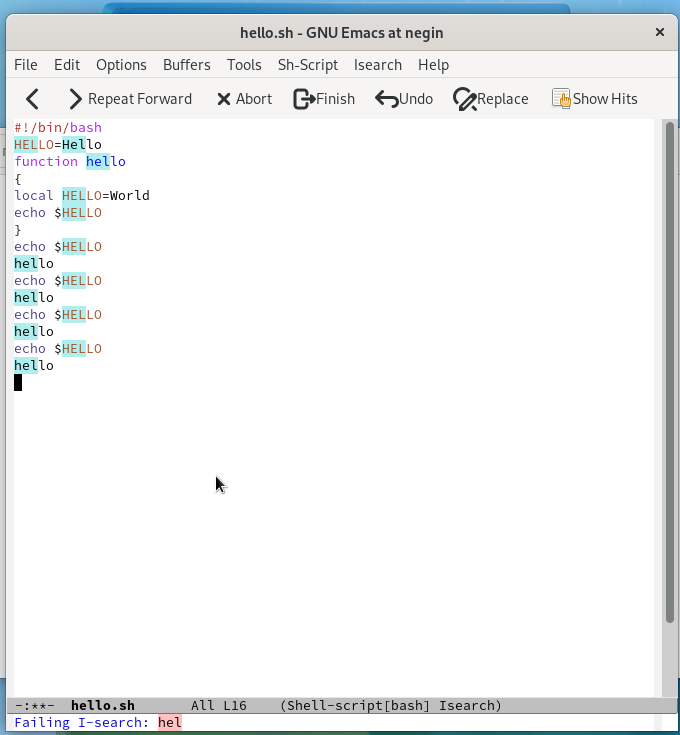 hello.sh - GNU Emacs at negin ×
File Edit Options Buffers Tools Sh-Script Isearch Help
Repeat Forward Abort Finish Undo Replace Show Hits
#!/bin/bash
HELLO=Hello
function hello
{
local HELLO=World
echo $HELLO
}
echo $HELLO
hello
echo $HELLO
hello
echo $HELLO
hello
echo $HELLO
hello
-:**-  hello.sh       All L16    (Shell-script[bash] Isearch)
Failing I-search: hel